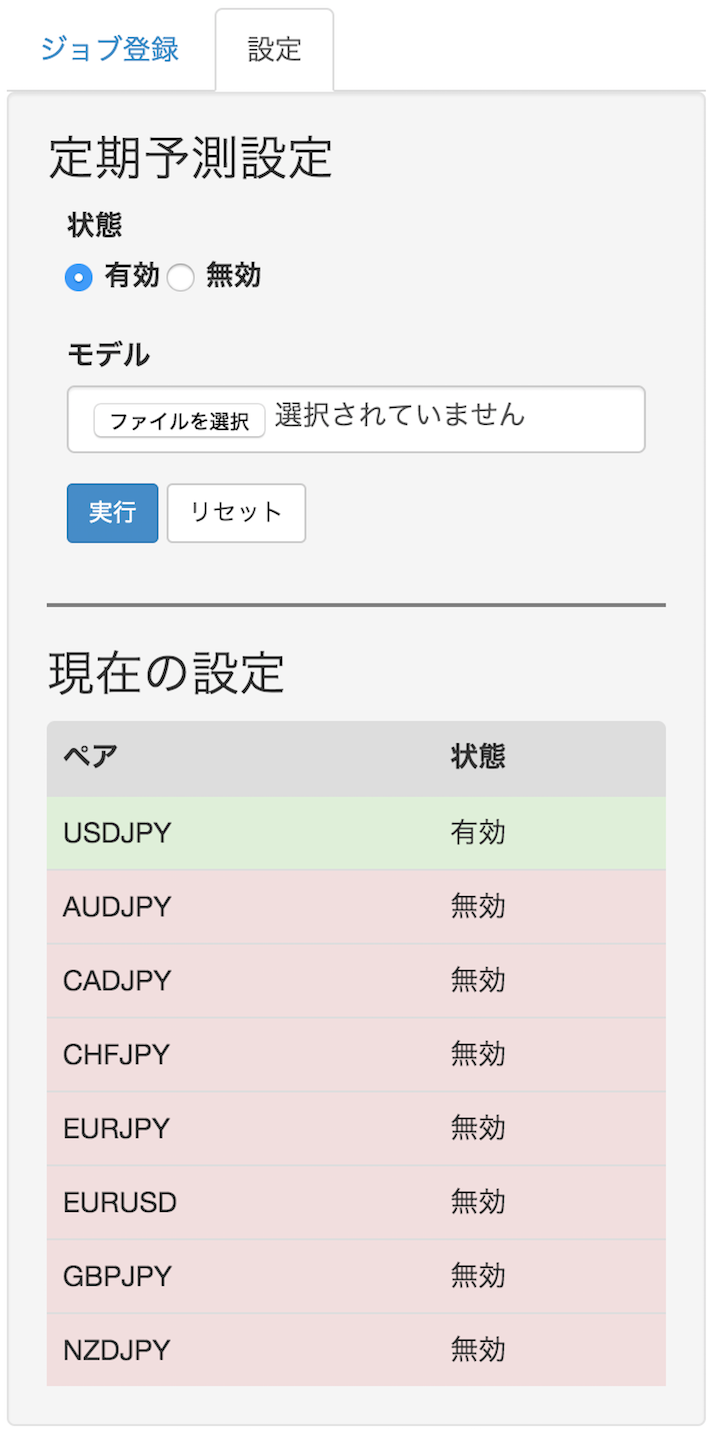 ジョブ登録 設定
定期予測設定
状態
有効 無効
モデル
ファイルを選択 選択されていません
実行 リセット
現在の設定
ペア 状態
USDJPY 有効
AUDJPY 無効
CADJPY 無効
CHFJPY 無効
EURJPY 無効
EURUSD 無効
GBPJPY 無効
NZDJPY 無効